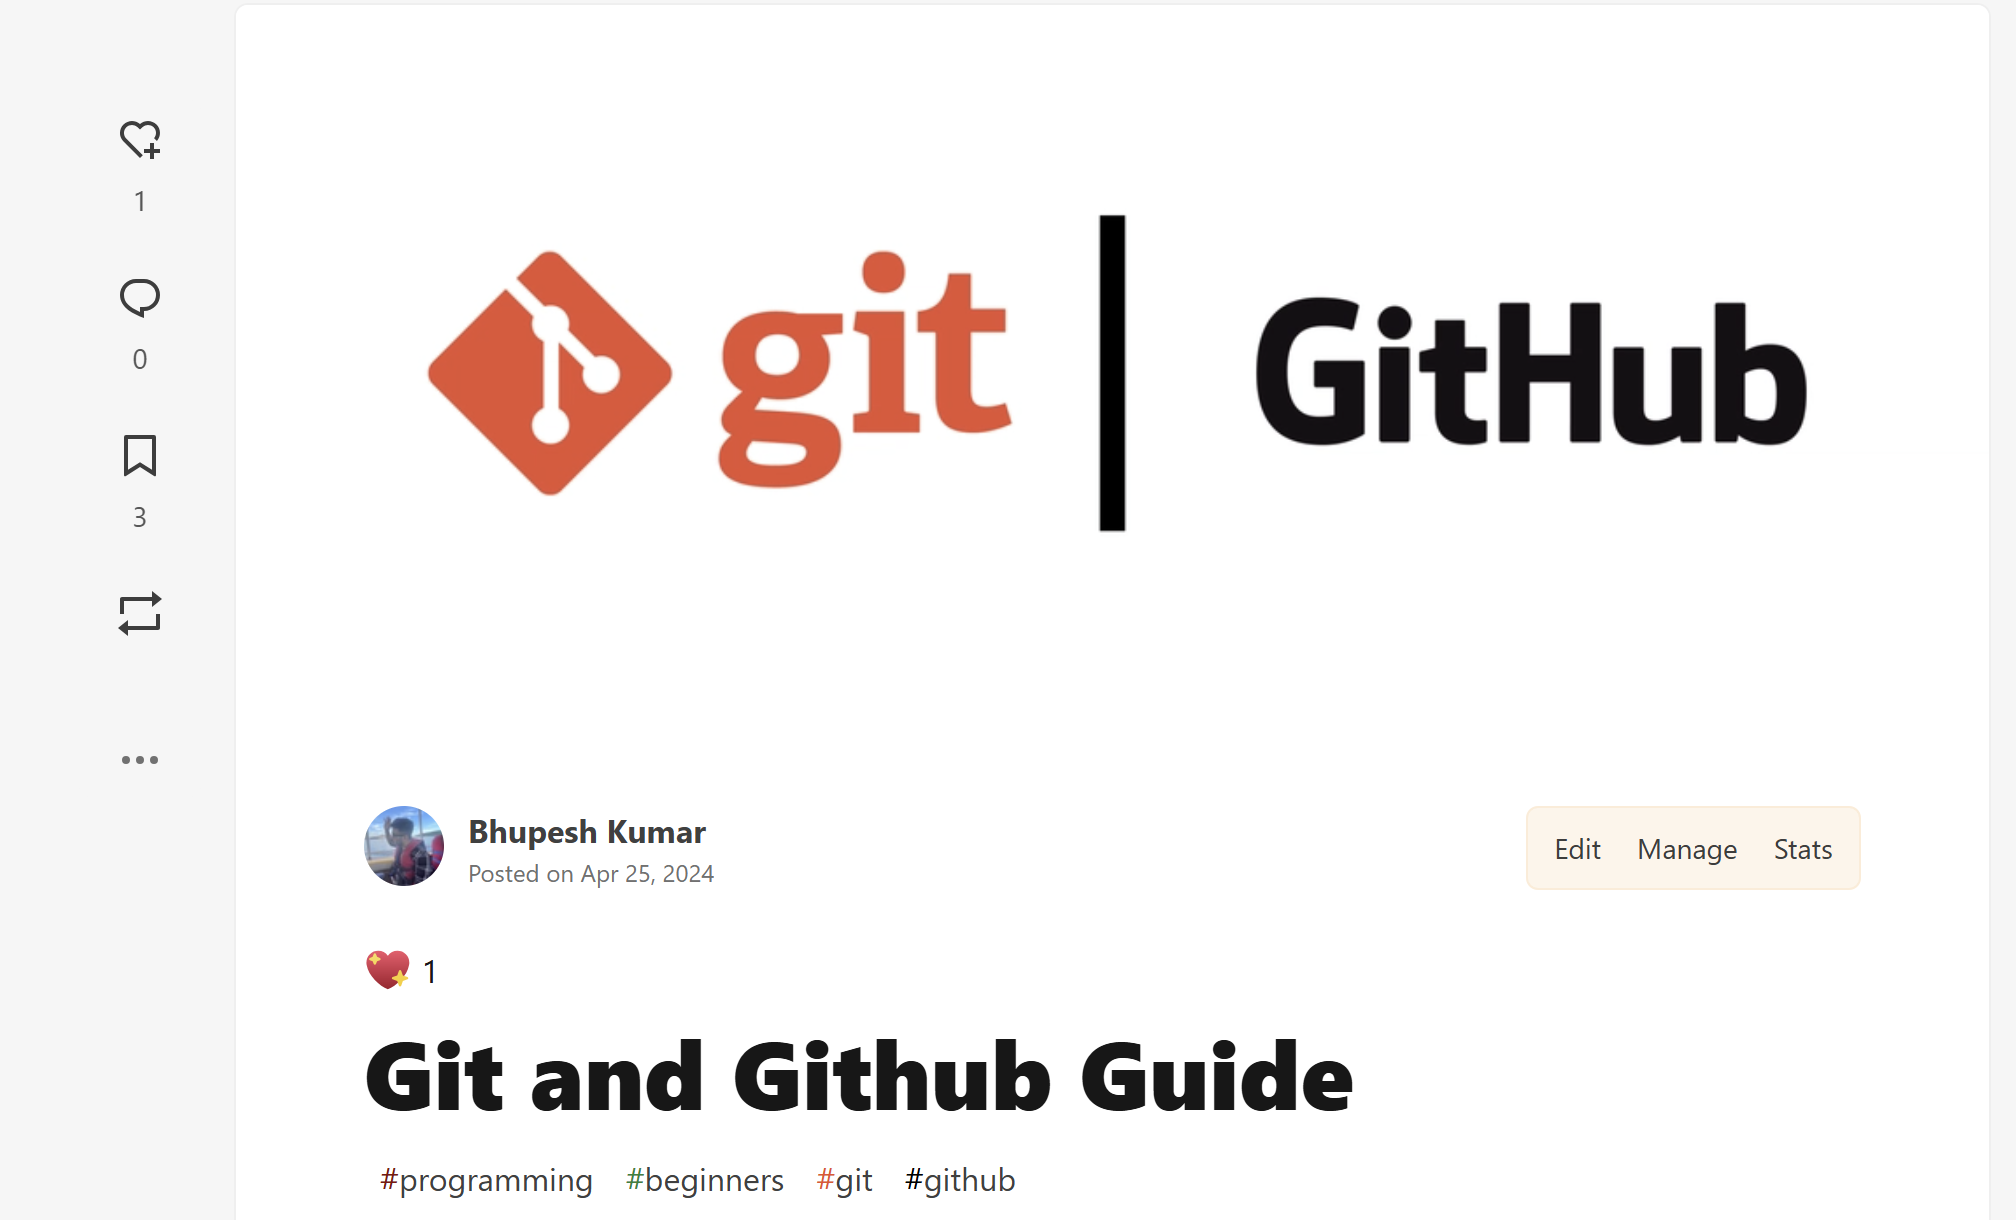 1
0
3
git
GitHub
Bhupesh Kumar
Posted on Apr 25, 2024
Edit Manage Stats
1
Git and Github Guide
#programming #beginners #git #github